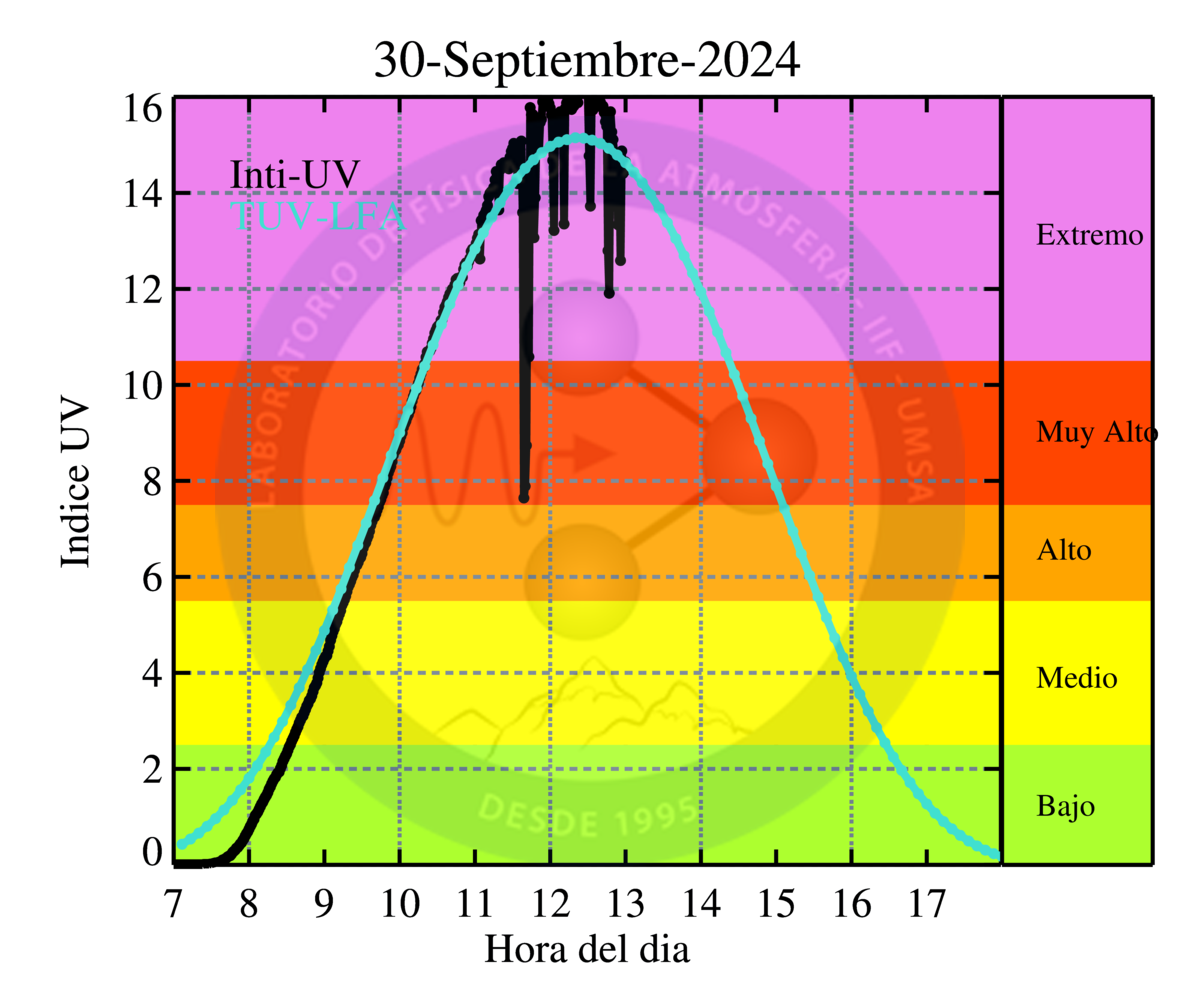 30-Septiembre-2024
16
14
12
10
8
6
4
2
0
Indice UV
Inti-UV
TUV-LFA
Extremo
Muy Alto
Alto
Medio
Bajo
LABORATORIO DE FÍSICA DE LA ATMÓSFERA - IIF - UMSA
DESDE 1995
7 8 9 10 11 12 13 14 15 16 17
Hora del dia